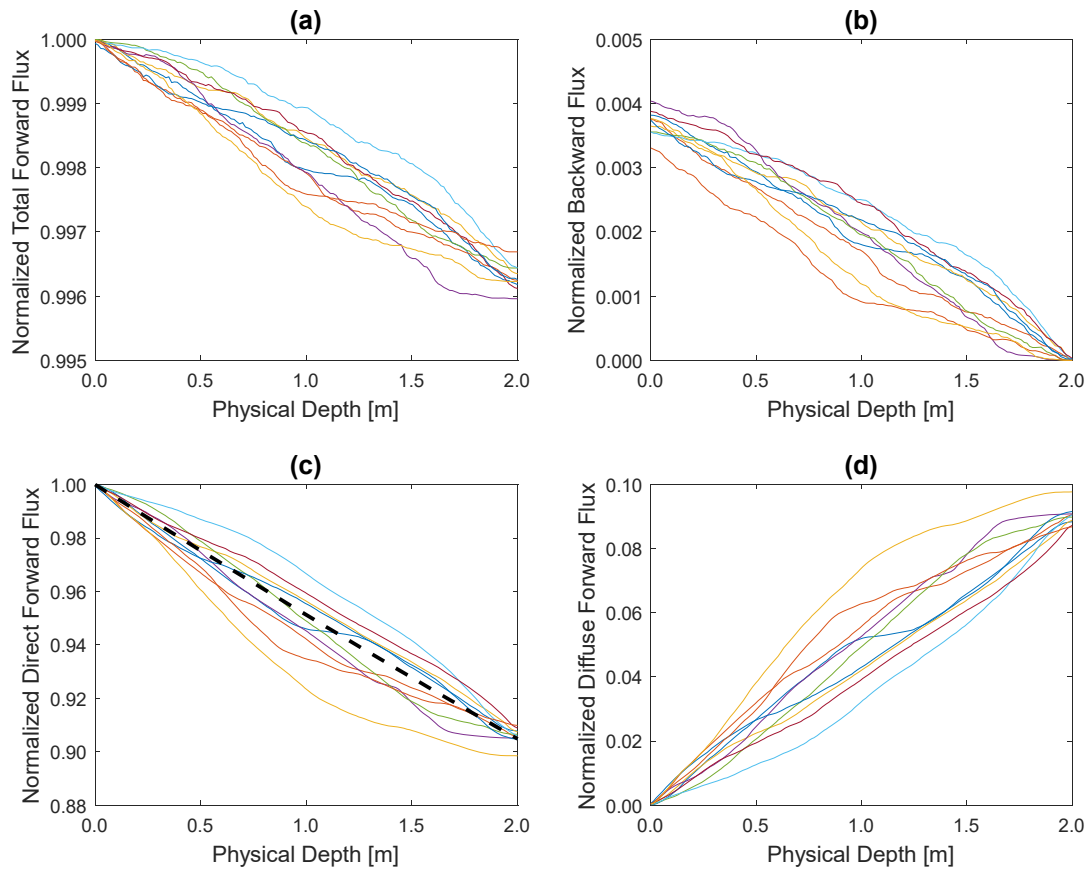 (a)
Normalized Total Forward Flux
1.000
0.999
0.998
0.997
0.996
0.995
0.0 0.5 1.0 1.5 2.0
Physical Depth [m]
(b)
Normalized Backward Flux
0.005
0.004
0.003
0.002
0.001
0.000
0.0 0.5 1.0 1.5 2.0
Physical Depth [m]
(c)
Normalized Direct Forward Flux
1.00
0.98
0.96
0.94
0.92
0.90
0.88
0.0 0.5 1.0 1.5 2.0
Physical Depth [m]
(d)
Normalized Diffuse Forward Flux
0.10
0.08
0.06
0.04
0.02
0.00
0.0 0.5 1.0 1.5 2.0
Physical Depth [m]